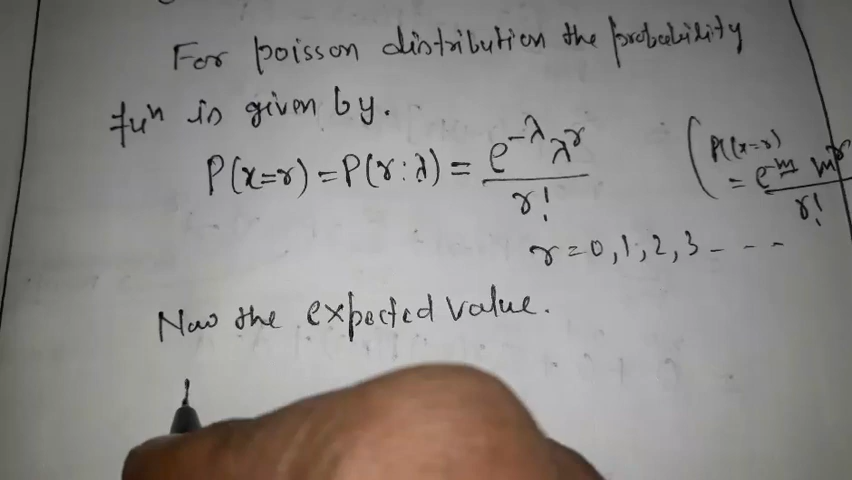 For poisson distribution the probability
fuⁿ is given by.
P(x=r) = P(r:λ) = e^-λ λ^r / r!
(P(x=r) = e^-m m^r / r!
r = 0, 1, 2, 3 - - -
Now the expected value.